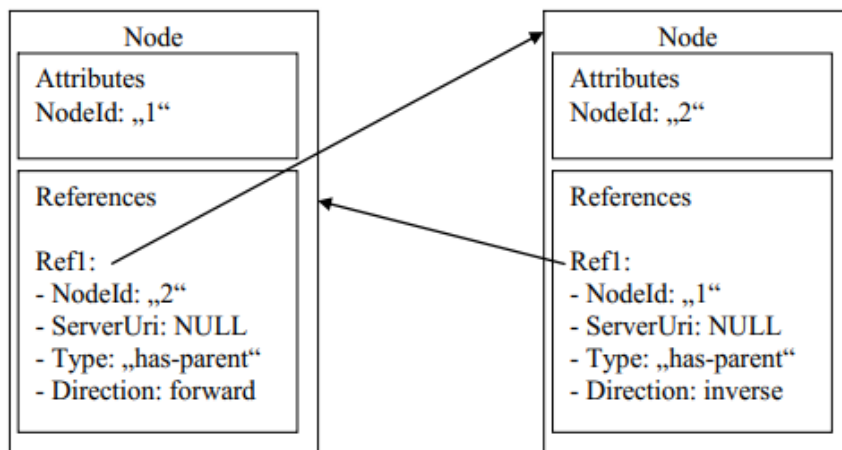 Node
Attributes
NodeId: „1“
References
Ref1:
- NodeId: „2“
- ServerUri: NULL
- Type: „has-parent“
- Direction: forward
Node
Attributes
NodeId: „2“
References
Ref1:
- NodeId: „1“
- ServerUri: NULL
- Type: „has-parent“
- Direction: inverse